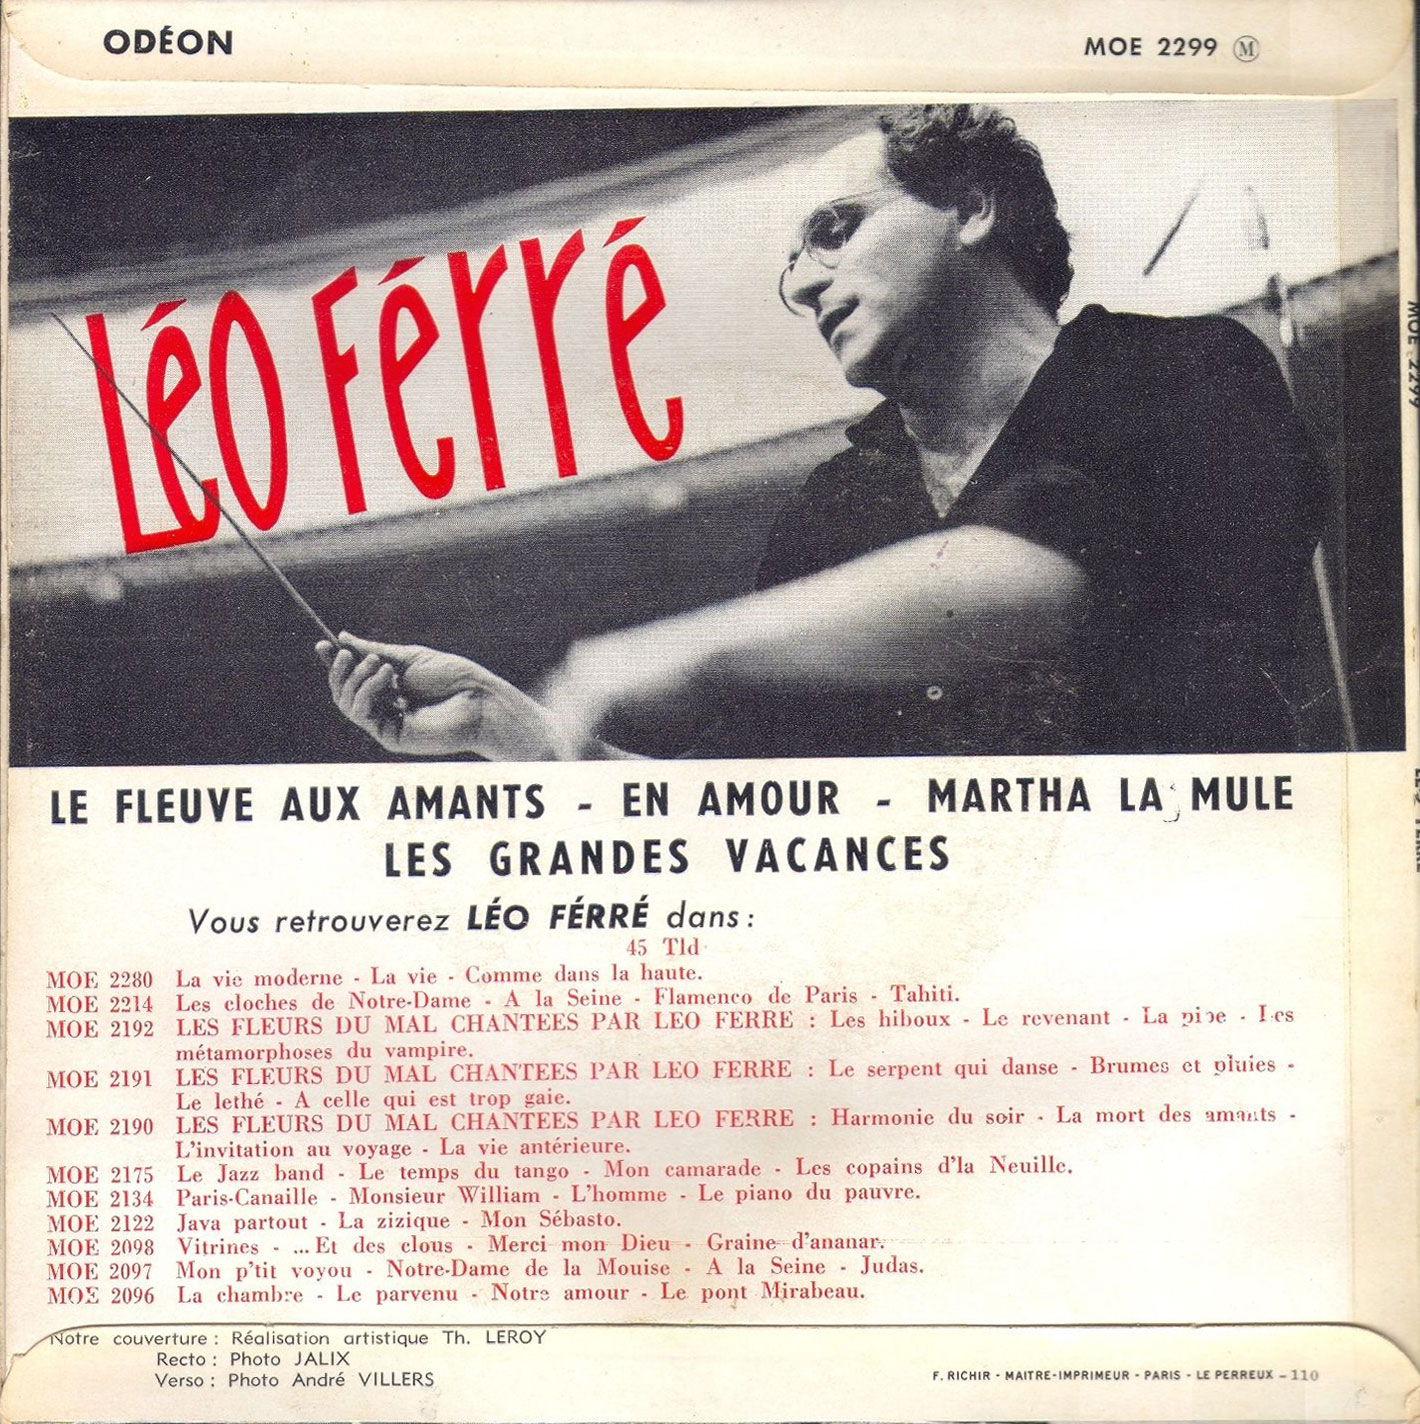 ODÉON
MOE 2299 Ⓜ
LÉO FÉRRÉ
LE FLEUVE AUX AMANTS - EN AMOUR - MARTHA LA MULE
LES GRANDES VACANCES
Vous retrouverez LÉO FÉRRÉ dans :
45 Tld
MOE 2280 La vie moderne - La vie - Comme dans la haute.
MOE 2214 Les cloches de Notre-Dame - A la Seine - Flamenco de Paris - Tahiti.
MOE 2192 LES FLEURS DU MAL CHANTEES PAR LEO FERRE : Les hiboux - Le revenant - La pipe - Les
métamorphoses du vampire.
MOE 2191 LES FLEURS DU MAL CHANTEES PAR LEO FERRE : Le serpent qui danse - Brumes et pluies -
Le lethé - A celle qui est trop gaie.
MOE 2190 LES FLEURS DU MAL CHANTEES PAR LEO FERRE : Harmonie du soir - La mort des amants -
L'invitation au voyage - La vie antérieure.
MOE 2175 Le Jazz band - Le temps du tango - Mon camarade - Les copains d'la Neuille.
MOE 2134 Paris-Canaille - Monsieur William - L'homme - Le piano du pauvre.
MOE 2122 Java partout - La zizique - Mon Sébasto.
MOE 2098 Vitrines - ...Et des clous - Merci mon Dieu - Graine d'ananar.
MOE 2097 Mon p'tit voyou - Notre-Dame de la Mouise - A la Seine - Judas.
MOE 2096 La chambre - Le parvenu - Notre amour - Le pont Mirabeau.
Notre couverture : Réalisation artistique Th. LEROY
Recto : Photo JALIX
Verso : Photo André VILLERS
F. RICHIR - MAITRE-IMPRIMEUR - PARIS - LE PERREUX - 110
MOE 2299